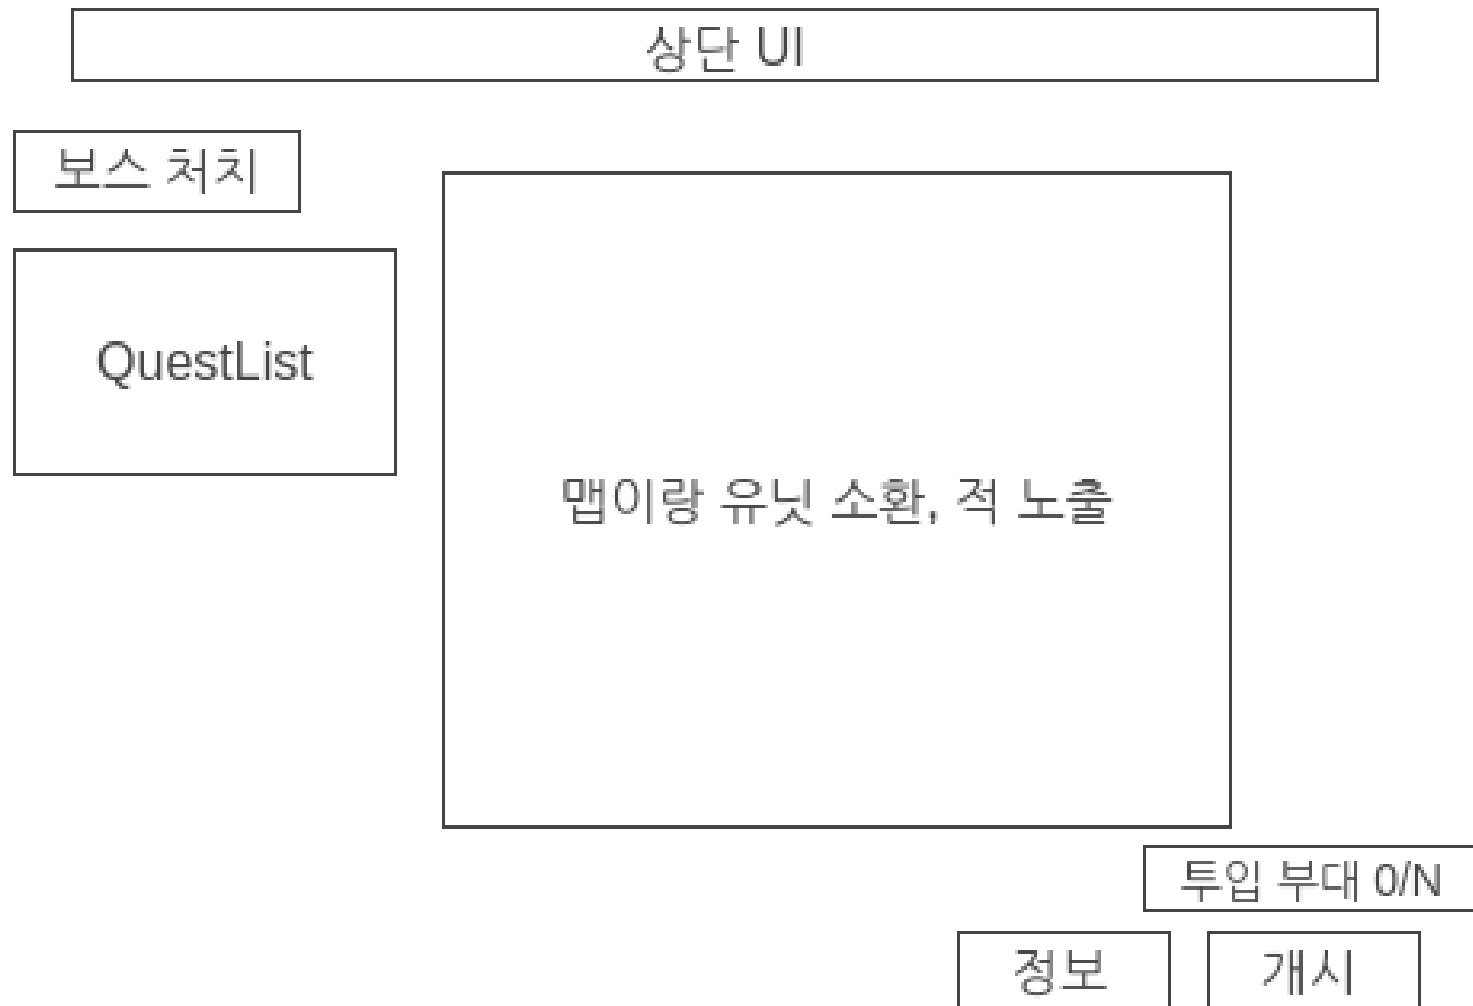 상단 UI
보스 처치
QuestList
맵이랑 유닛 소환, 적 노출
투입 부대 0/N
정보
개시